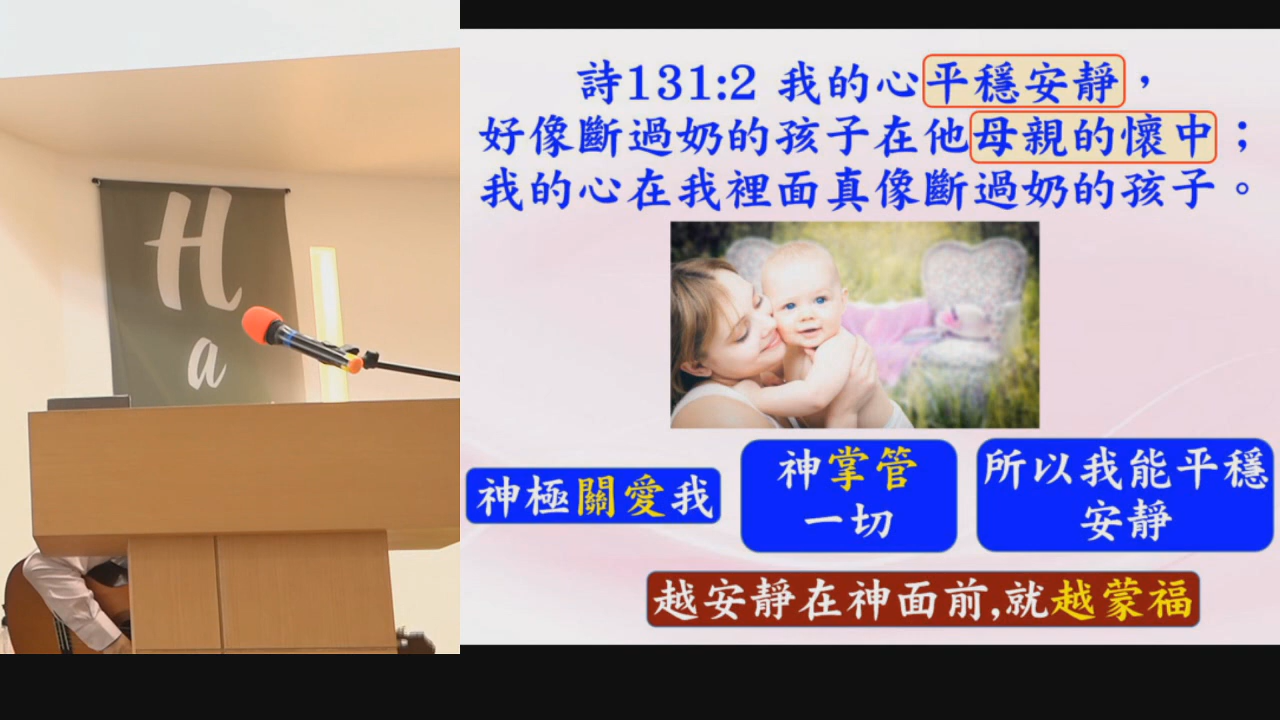 Ha
詩131:2 我的心平穩安靜，
好像斷過奶的孩子在他母親的懷中；
我的心在我裡面真像斷過奶的孩子。
神極關愛我
神掌管
一切
所以我能平穩
安靜
越安靜在神面前,就越蒙福